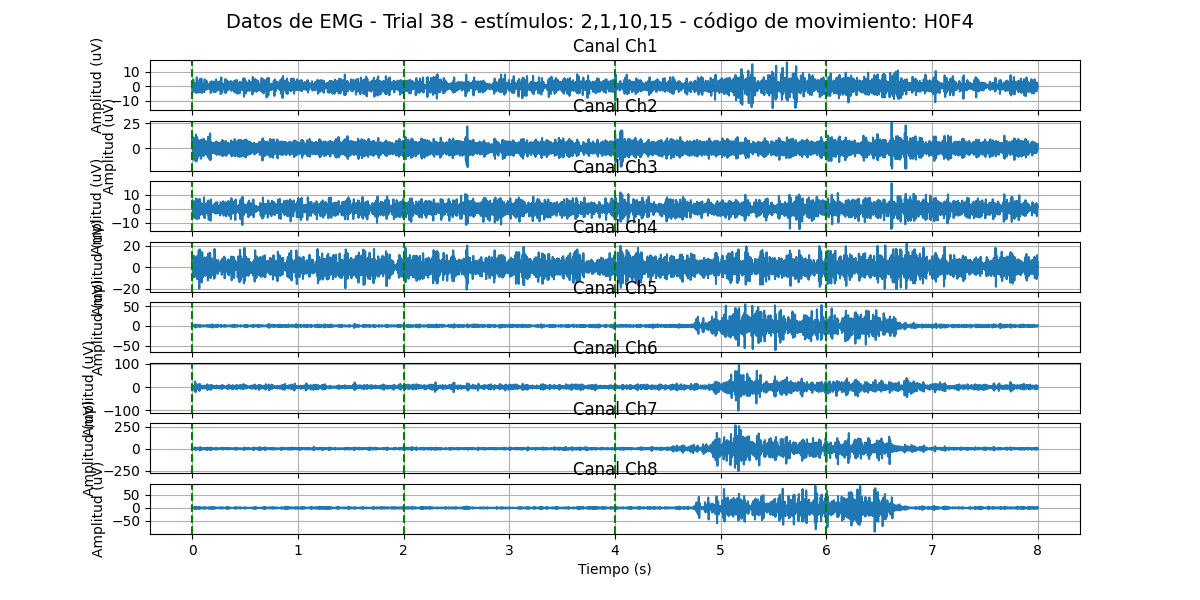 Datos de EMG - Trial 38 - estímulos: 2,1,10,15 - código de movimiento: H0F4
Canal Ch1
Amplitud (uV)
10
0
−10
Canal Ch2
Amplitud (uV)
25
0
Canal Ch3
Amplitud (uV)
10
0
−10
Canal Ch4
Amplitud (uV)
20
0
−20
Canal Ch5
Amplitud (uV)
50
0
−50
Canal Ch6
Amplitud (uV)
100
0
−100
Canal Ch7
Amplitud (uV)
250
0
−250
Canal Ch8
Amplitud (uV)
50
0
−50
0 1 2 3 4 5 6 7 8
Tiempo (s)